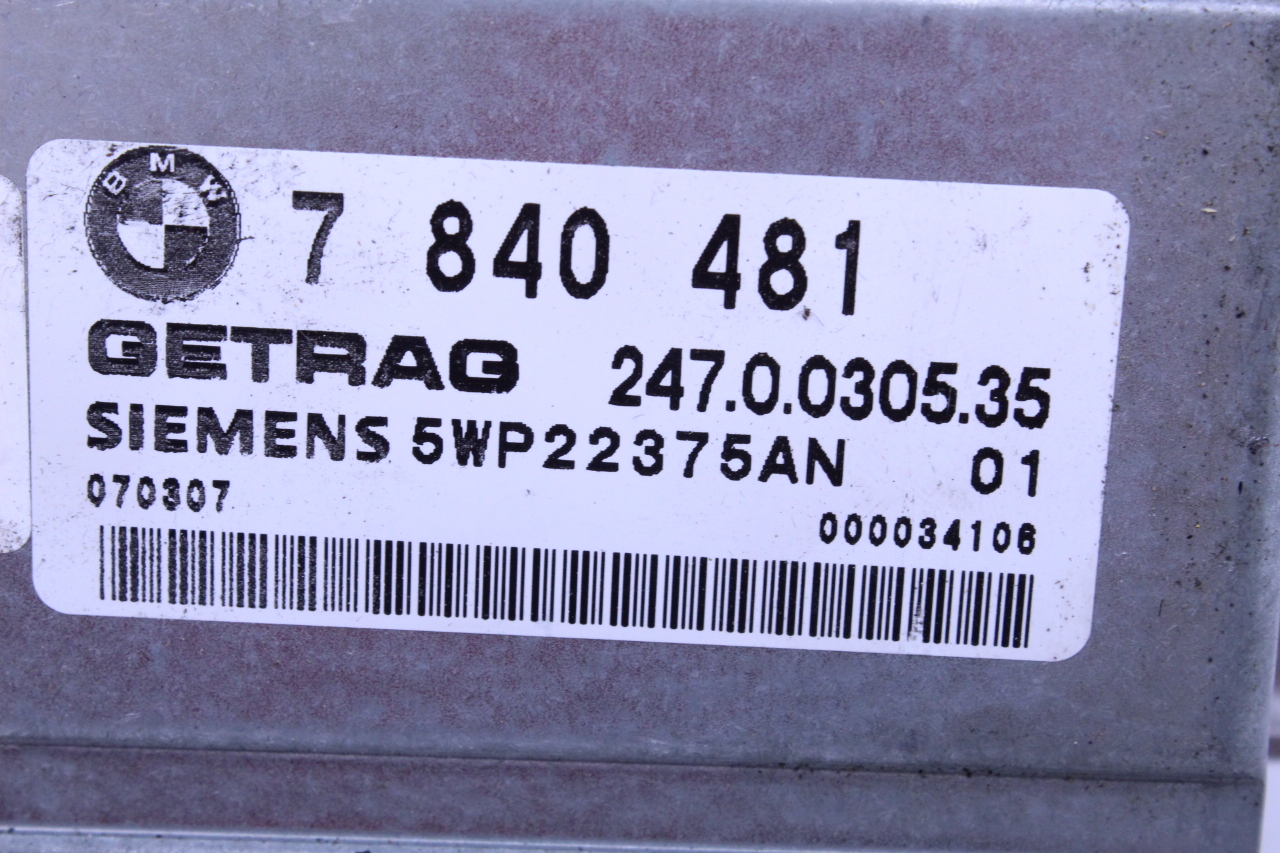 BMW 7 840 481
GETRAG 247.0.0305.35
SIEMENS 5WP22375AN 01
070307
000034106